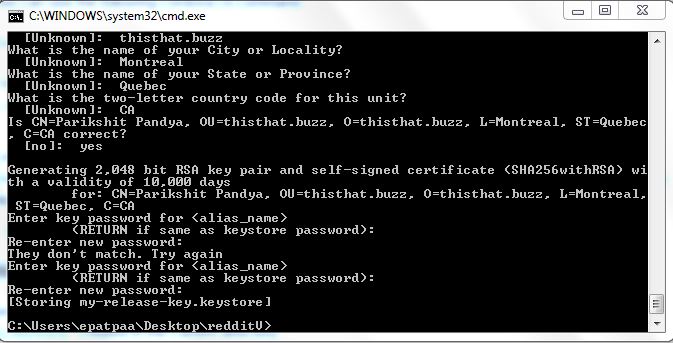 C:\WINDOWS\system32\cmd.exe
[Unknown]:  thisthat.buzz
What is the name of your City or Locality?
  [Unknown]:  Montreal
What is the name of your State or Province?
  [Unknown]:  Quebec
What is the two-letter country code for this unit?
  [Unknown]:  CA
Is CN=Parikshit Pandya, OU=thisthat.buzz, O=thisthat.buzz, L=Montreal, ST=Quebec
, C=CA correct?
  [no]:  yes
Generating 2,048 bit RSA key pair and self-signed certificate (SHA256withRSA) wi
th a validity of 10,000 days
        for: CN=Parikshit Pandya, OU=thisthat.buzz, O=thisthat.buzz, L=Montreal,
 ST=Quebec, C=CA
Enter key password for <alias_name>
        (RETURN if same as keystore password):
Re-enter new password:
They don't match. Try again
Enter key password for <alias_name>
        (RETURN if same as keystore password):
Re-enter new password:
[Storing my-release-key.keystore]
C:\Users\epatpaa\Desktop\redditV>